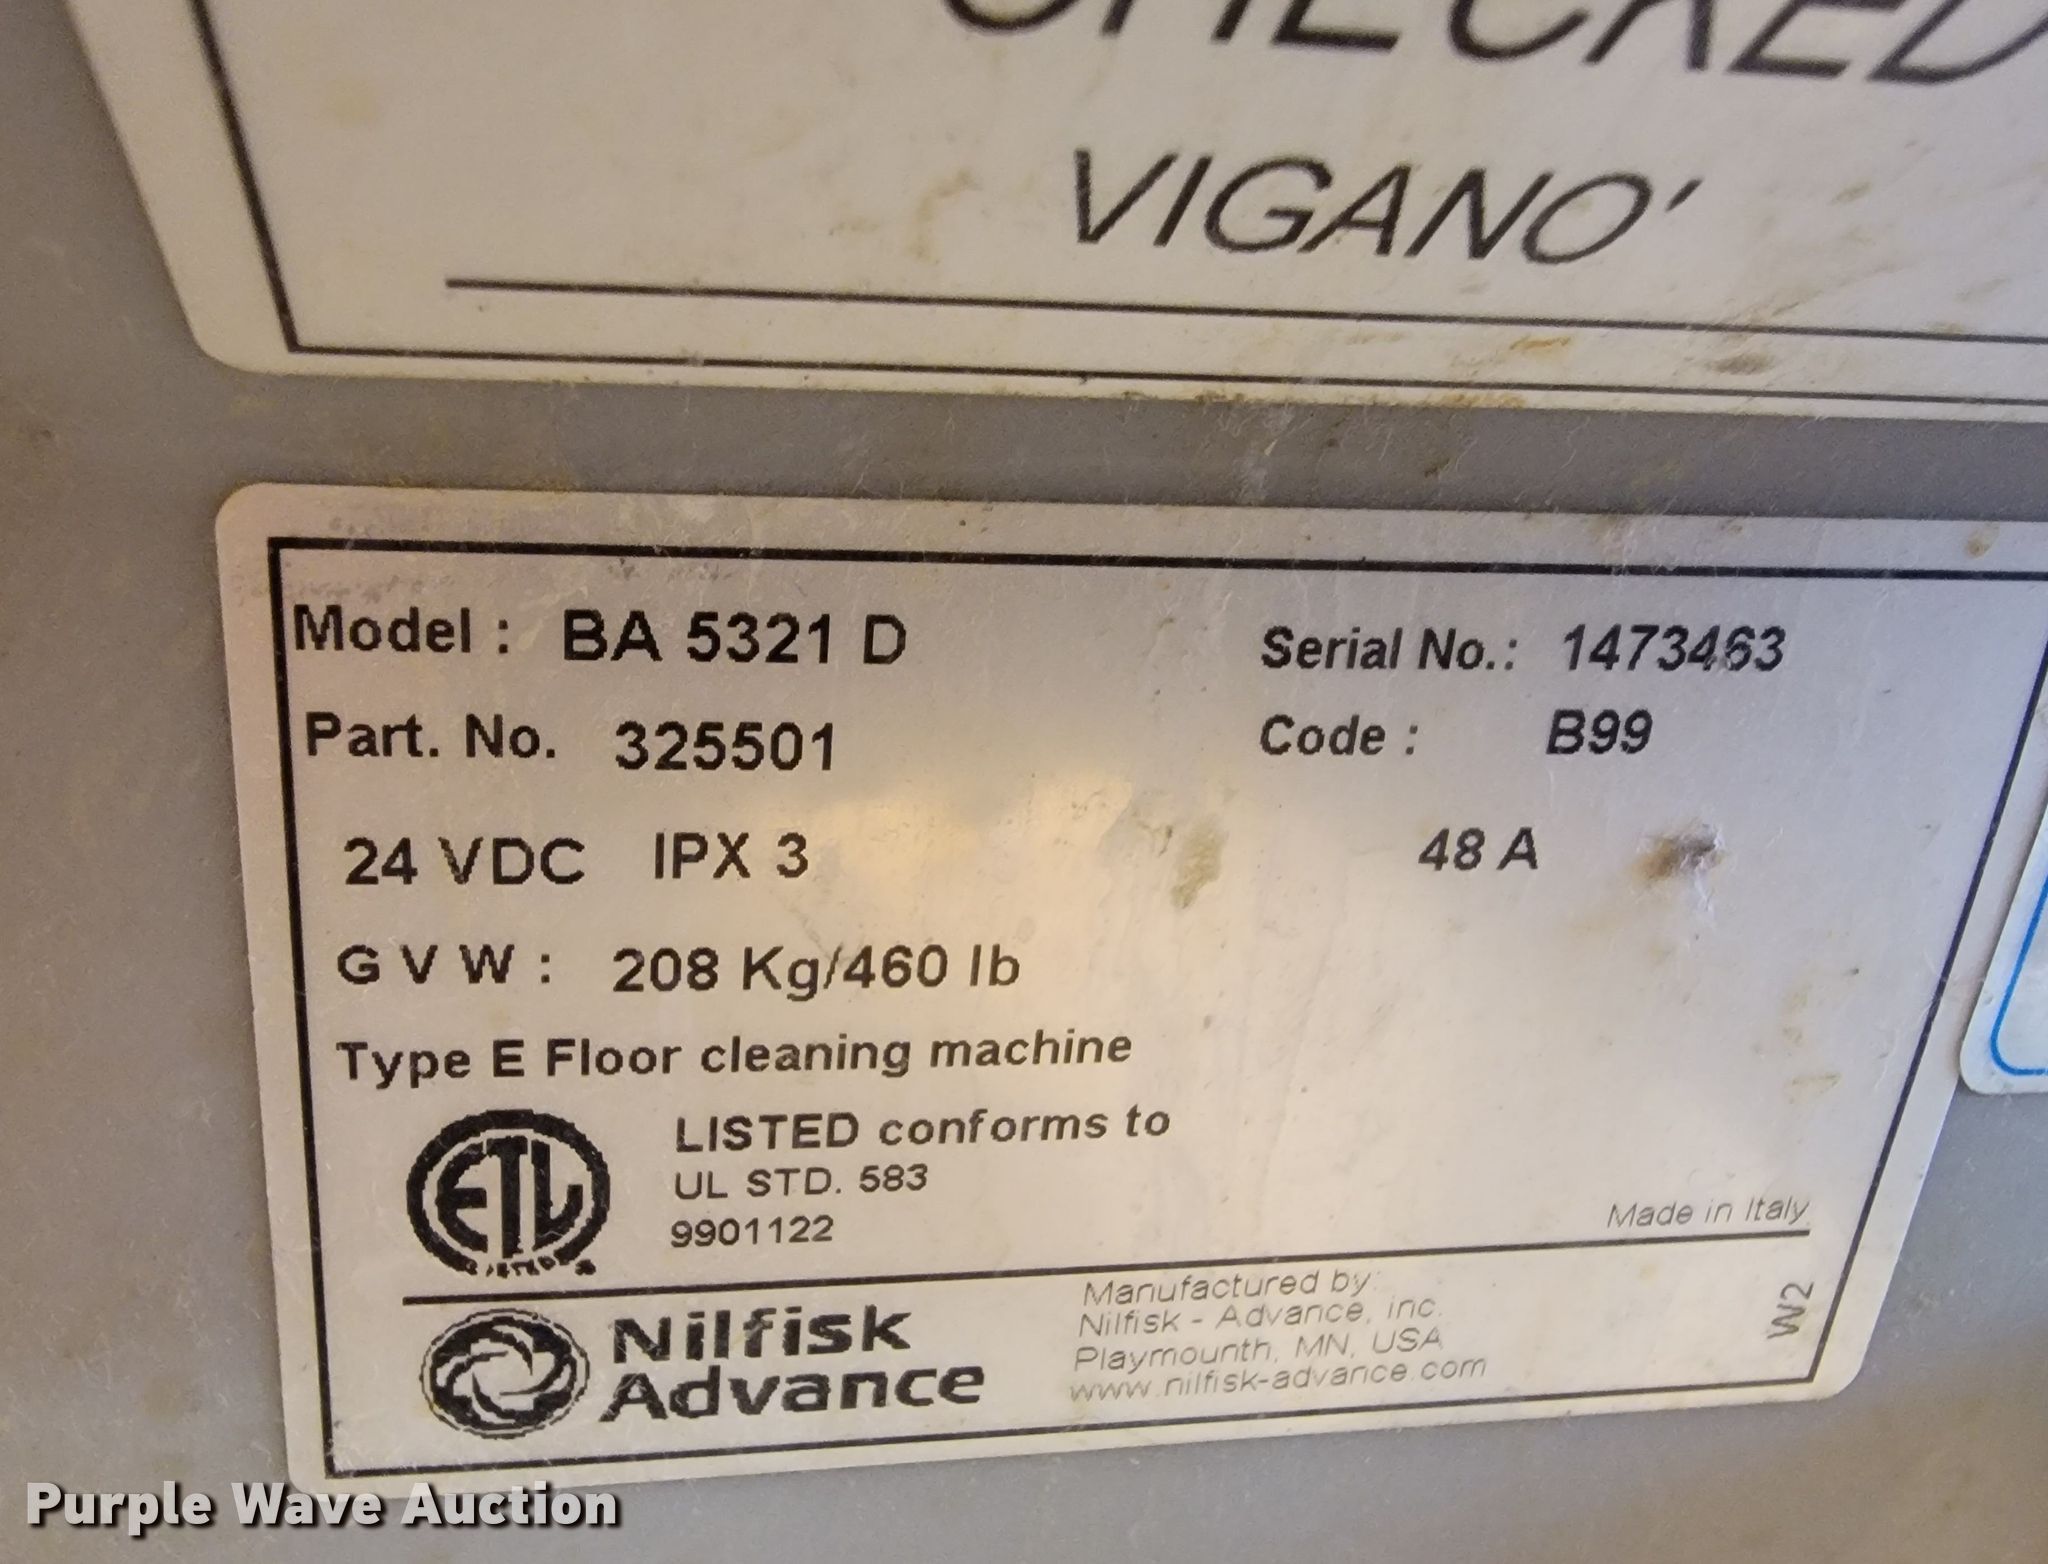 CHECKED
VIGANO'
Model : BA 5321 D
Serial No.: 1473463
Part. No. 325501
Code : B99
24 VDC IPX 3
48 A
G V W : 208 Kg/460 lb
Type E Floor cleaning machine
ETL
LISTED
LISTED conforms to
UL STD. 583
9901122
Made in Italy
Nilfisk
Advance
Manufactured by:
Nilfisk - Advance, inc.
Playmounth, MN, USA
www.nilfisk-advance.com
W2
Purple Wave Auction